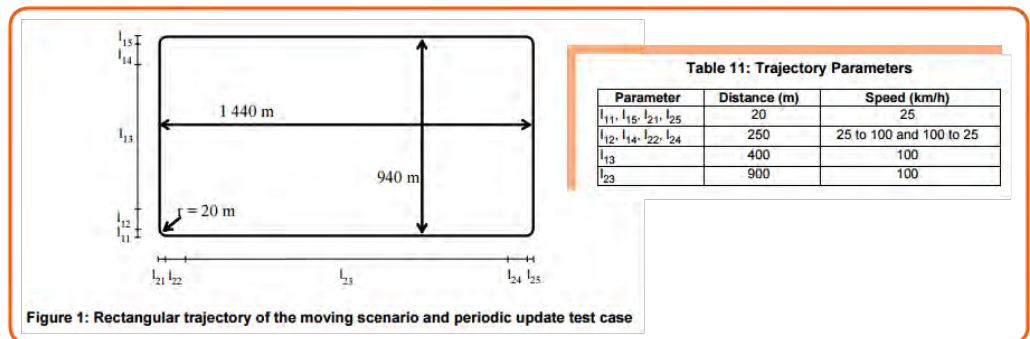 l15
l14
1 440 m
l13
940 m
r = 20 m
l12
l11
l21 l22
l23
l24 l25
Figure 1: Rectangular trajectory of the moving scenario and periodic update test case
Table 11: Trajectory Parameters
Parameter Distance (m) Speed (km/h)
l11, l15, l21, l25 20 25
l12, l14, l22, l24 250 25 to 100 and 100 to 25
l13 400 100
l23 900 100